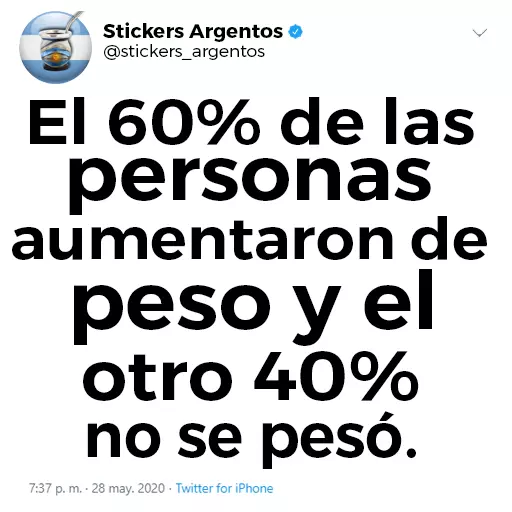 Stickers Argentos
@stickers_argentos
El 60% de las
personas
aumentaron de
peso y el
otro 40%
no se pesó.
7:37 p. m. · 28 may. 2020 · Twitter for iPhone